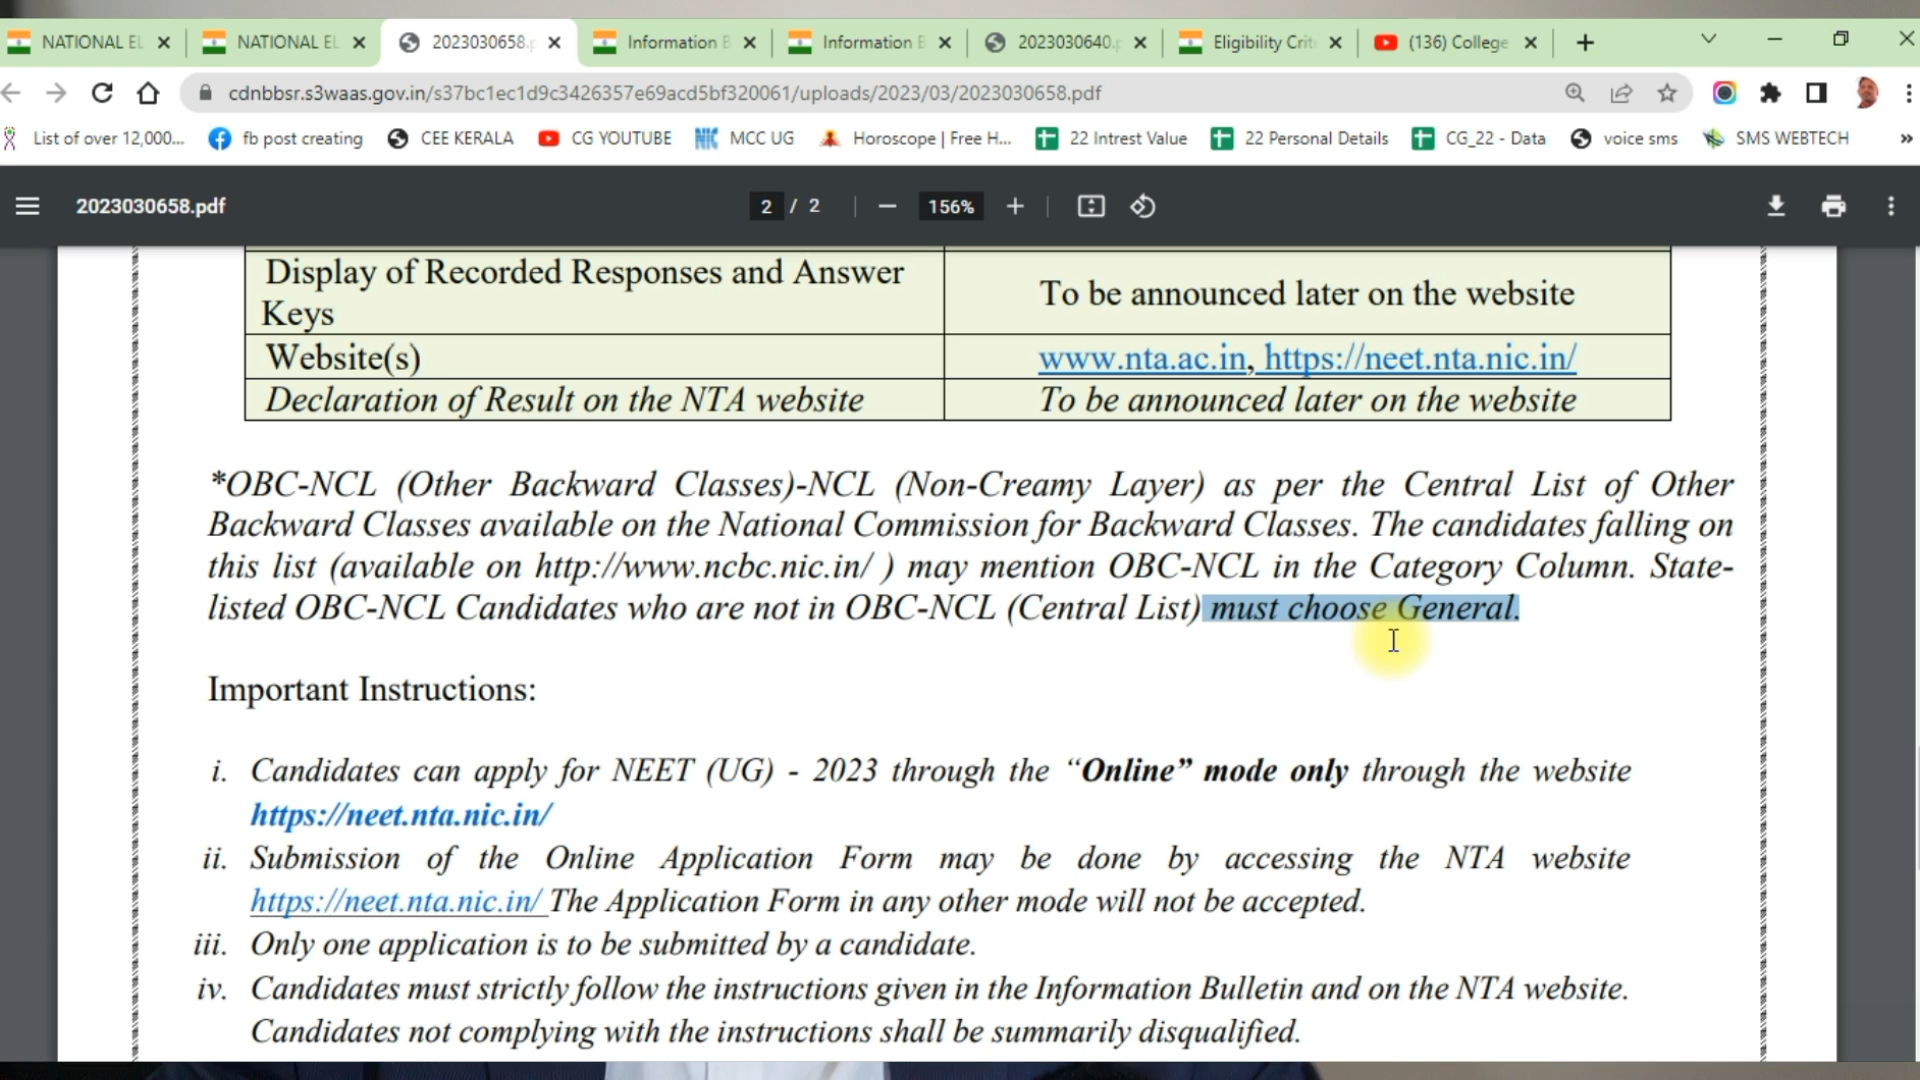 NATIONAL EL
NATIONAL EL
2023030658.p
Information B
Information B
2023030640.p
Eligibility Crite
(136) College
cdnbbsr.s3waas.gov.in/s37bc1ec1d9c3426357e69acd5bf320061/uploads/2023/03/2023030658.pdf
List of over 12,000...
fb post creating
CEE KERALA
CG YOUTUBE
MCC UG
Horoscope | Free H...
22 Intrest Value
22 Personal Details
CG_22 - Data
voice sms
SMS WEBTECH
»
2023030658.pdf
2 / 2
156%
Display of Recorded Responses and Answer
Keys
To be announced later on the website
Website(s)
www.nta.ac.in, https://neet.nta.nic.in/
Declaration of Result on the NTA website
To be announced later on the website
*OBC-NCL (Other Backward Classes)-NCL (Non-Creamy Layer) as per the Central List of Other
Backward Classes available on the National Commission for Backward Classes. The candidates falling on
this list (available on http://www.ncbc.nic.in/ ) may mention OBC-NCL in the Category Column. State-
listed OBC-NCL Candidates who are not in OBC-NCL (Central List) must choose General.
Important Instructions:
i. Candidates can apply for NEET (UG) - 2023 through the “Online” mode only through the website
https://neet.nta.nic.in/
ii. Submission of the Online Application Form may be done by accessing the NTA website
https://neet.nta.nic.in/ The Application Form in any other mode will not be accepted.
iii. Only one application is to be submitted by a candidate.
iv. Candidates must strictly follow the instructions given in the Information Bulletin and on the NTA website.
Candidates not complying with the instructions shall be summarily disqualified.